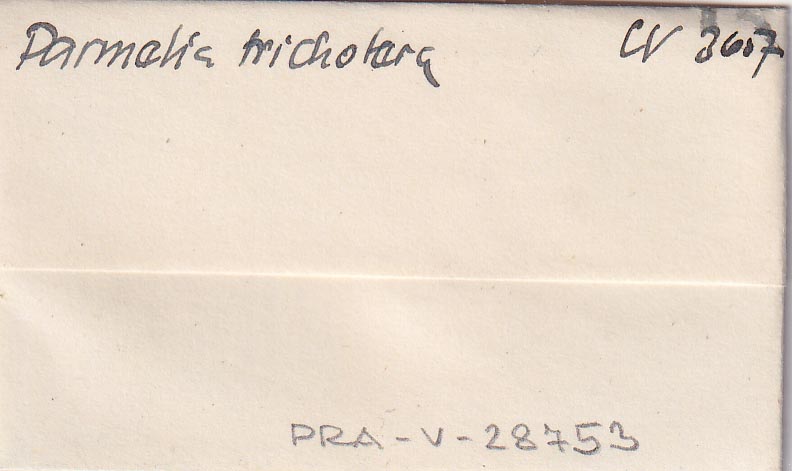 Parmelia trichotera CV 3607
PRA-V-28753